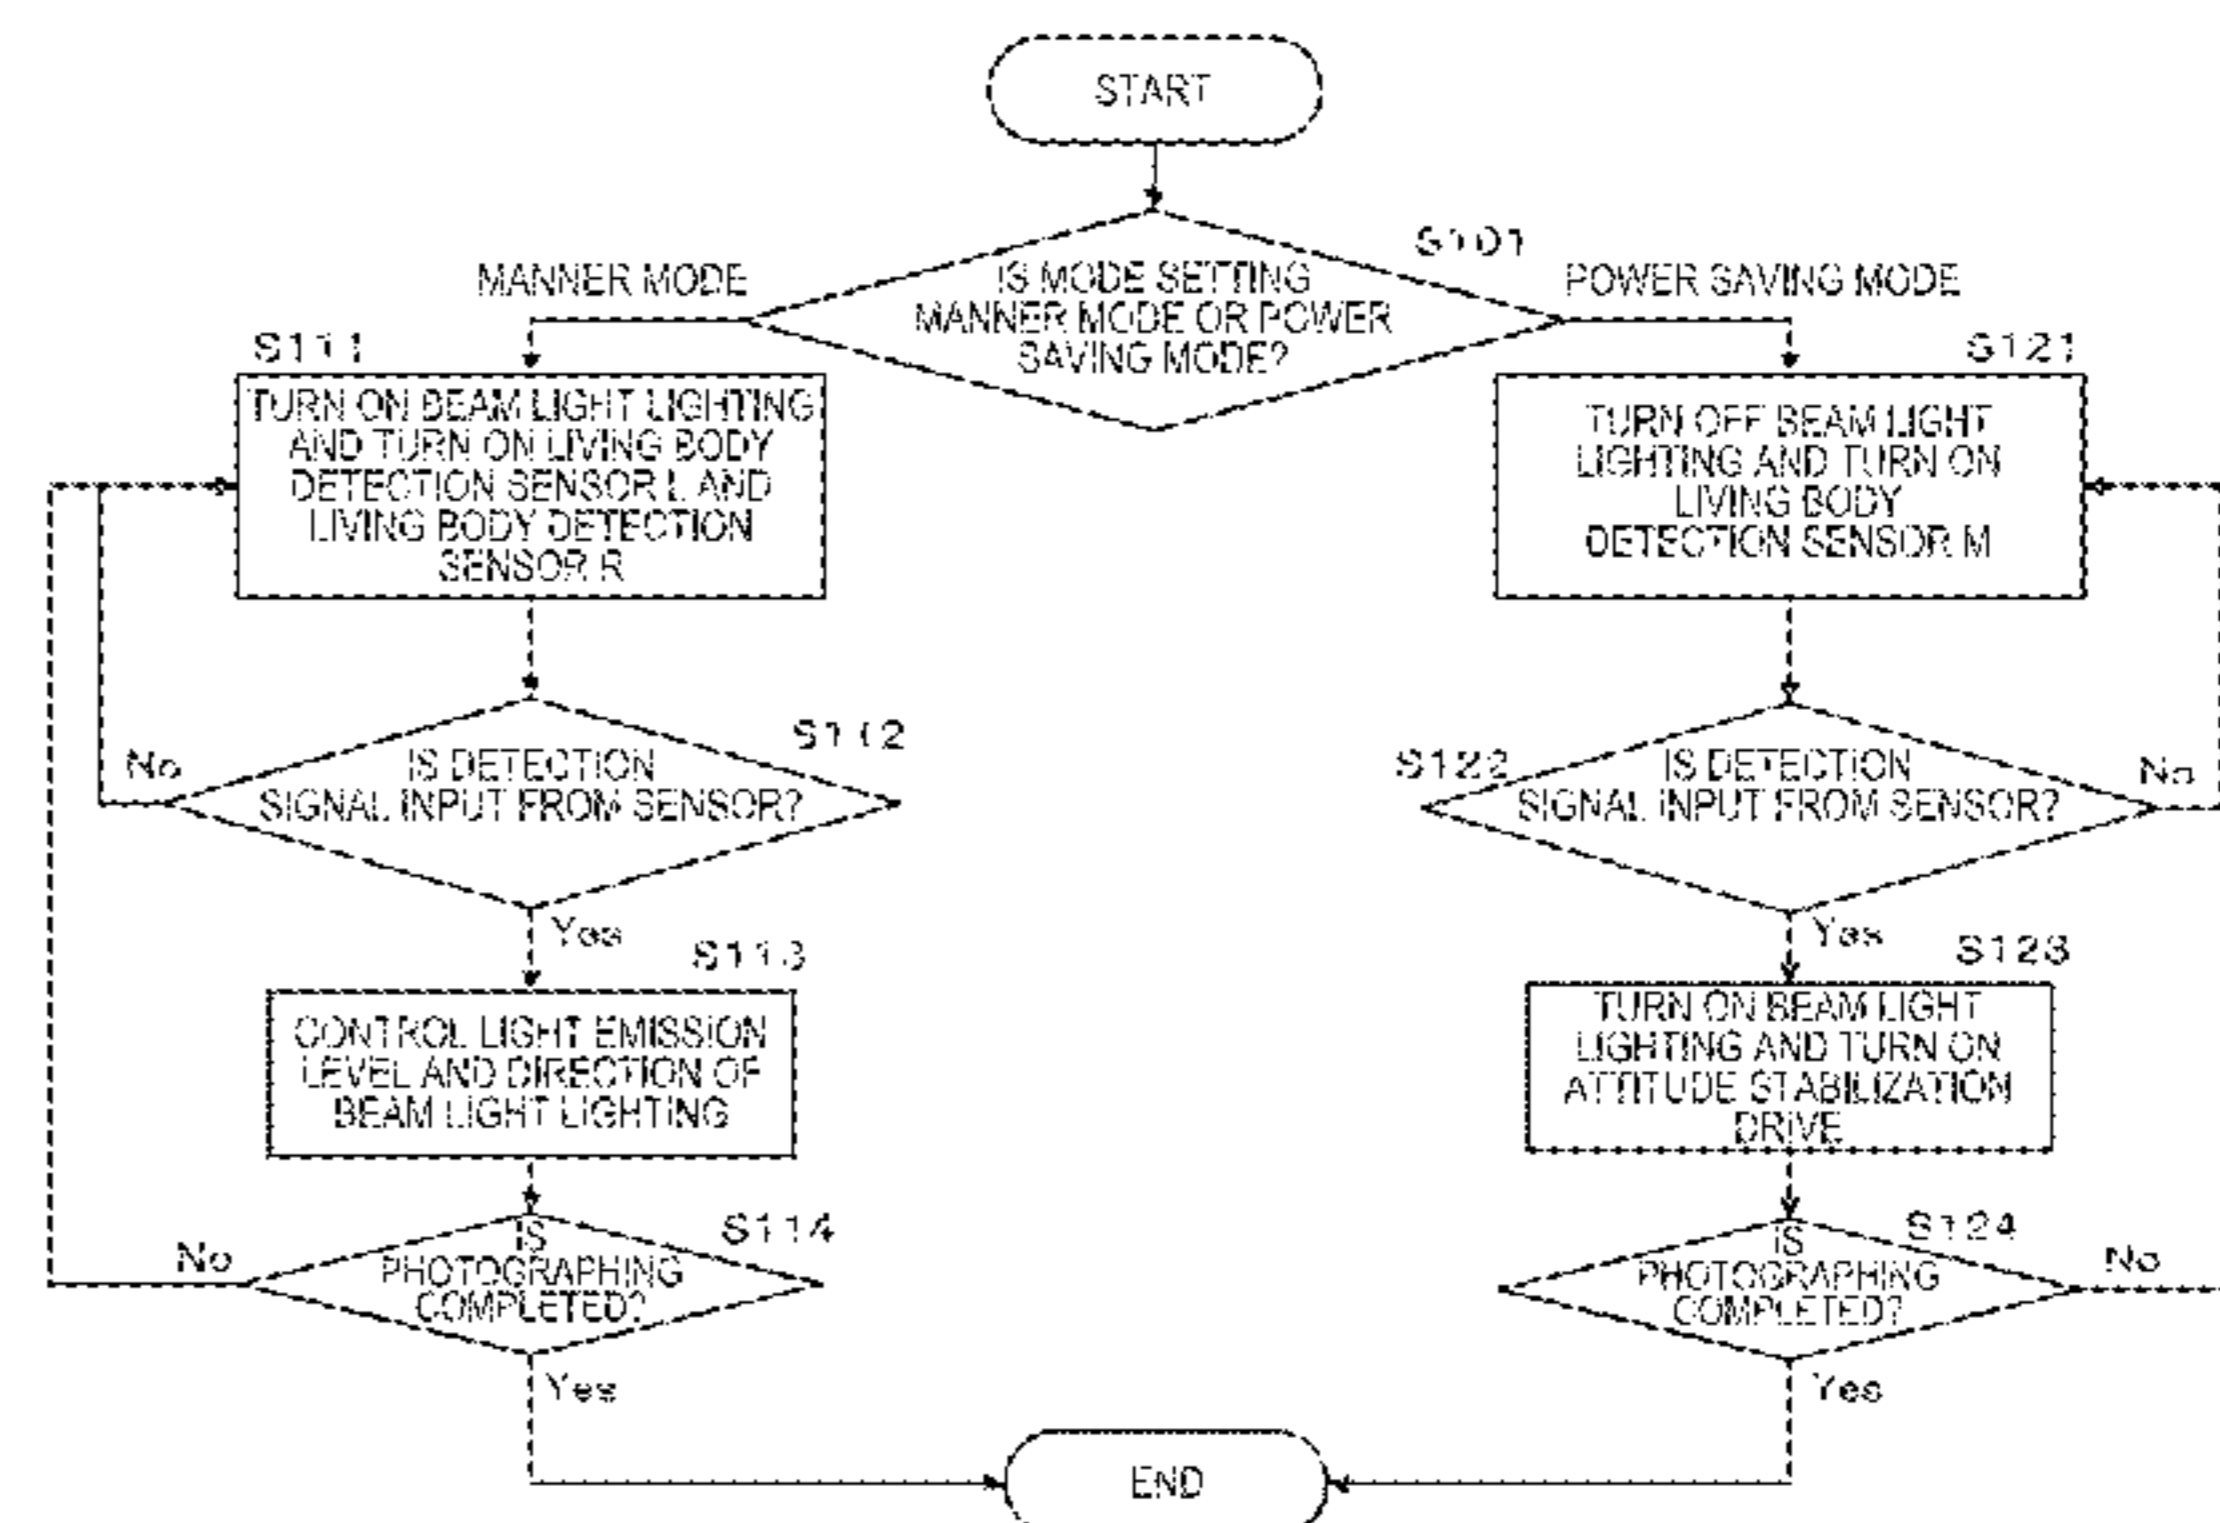 START
S101
IS MODE SETTING
MANNER MODE OR POWER
SAVING MODE?
MANNER MODE
POWER SAVING MODE
S111
TURN ON BEAM LIGHT LIGHTING
AND TURN ON LIVING BODY
DETECTION SENSOR L AND
LIVING BODY DETECTION
SENSOR R
S112
IS DETECTION
SIGNAL INPUT FROM SENSOR?
No
Yes
S113
CONTROL LIGHT EMISSION
LEVEL AND DIRECTION OF
BEAM LIGHT LIGHTING
S114
IS
PHOTOGRAPHING
COMPLETED?
No
Yes
S121
TURN OFF BEAM LIGHT
LIGHTING AND TURN ON
LIVING BODY
DETECTION SENSOR M
S122
IS DETECTION
SIGNAL INPUT FROM SENSOR?
No
Yes
S123
TURN ON BEAM LIGHT
LIGHTING AND TURN ON
ATTITUDE STABILIZATION
DRIVE
S124
IS
PHOTOGRAPHING
COMPLETED?
No
Yes
END